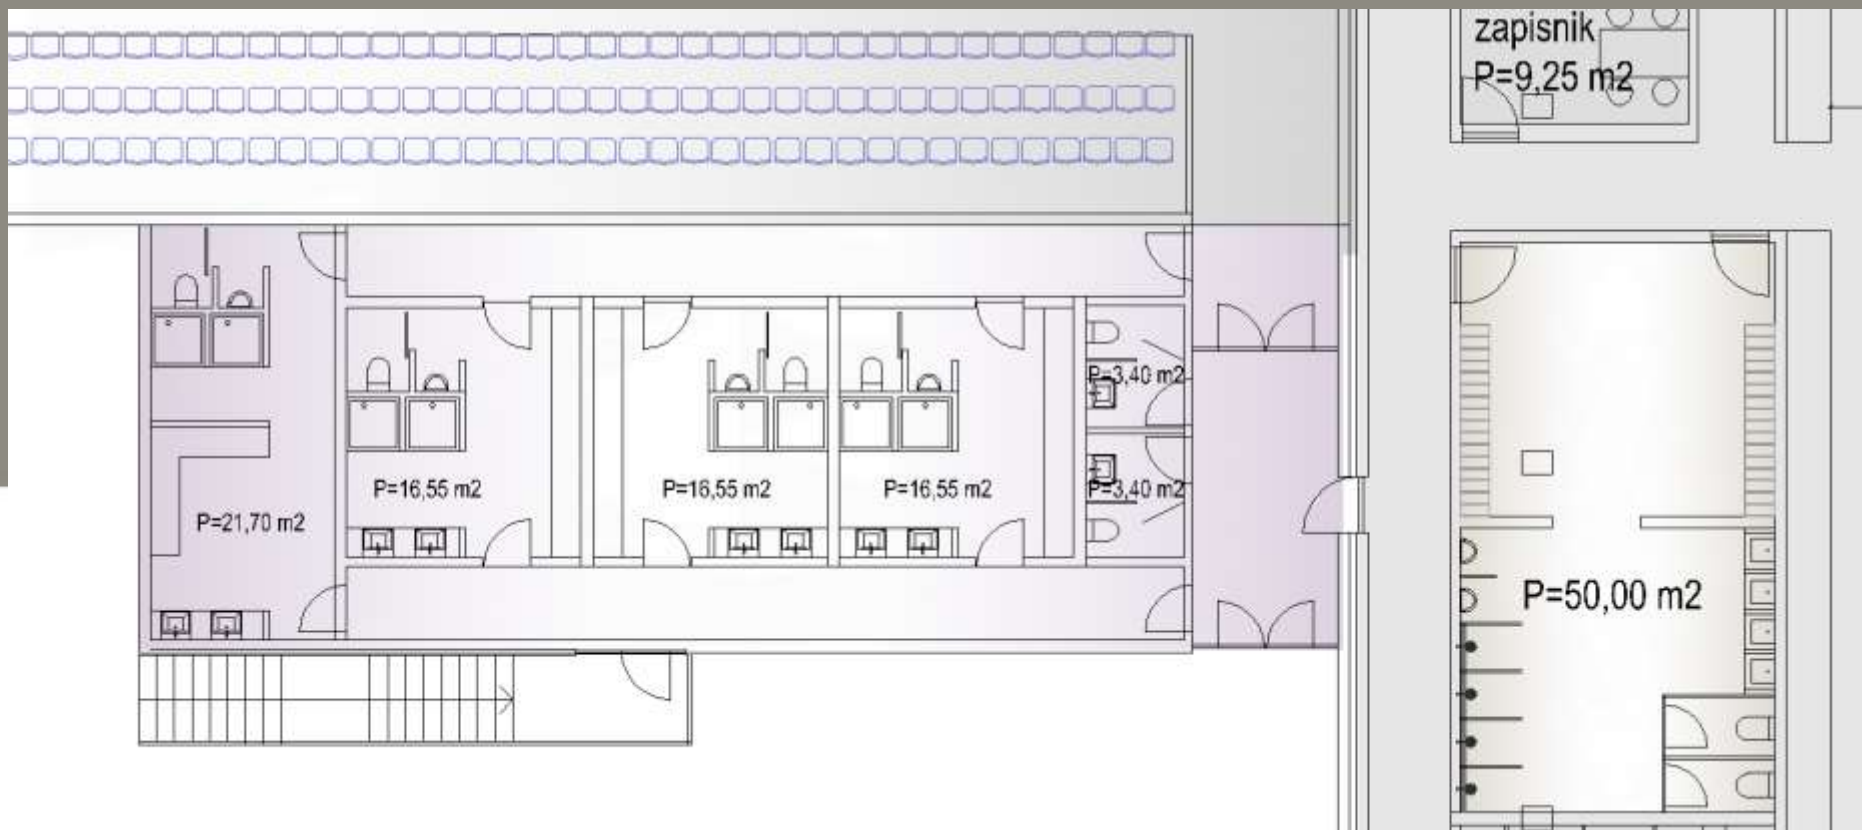 zapisnik
P=9,25 m2
P=3,40 m2
P=16,55 m2
P=16,55 m2
P=16,55 m2
P=3,40 m2
P=21,70 m2
P=50,00 m2